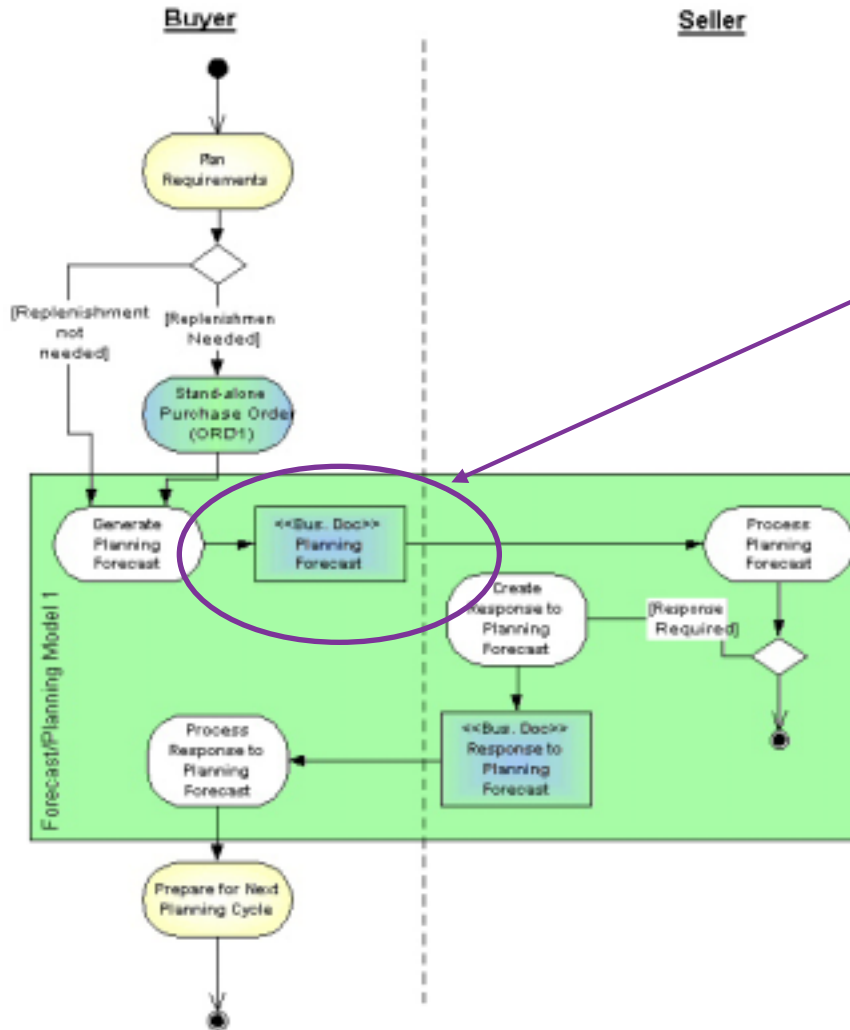 Buyer
Seller
Plan
Requirements
[Replenishment
not
needed]
[Replenishmen
Needed]
Stand-alone
Purchase Order
(ORD1)
Generate
Planning
Forecast
<<Bus. Doc>>
Planning
Forecast
Process
Planning
Forecast
Create
Response to
Planning
Forecast
[Response
Required]
<<Bus. Doc>>
Response to
Planning
Forecast
Process
Response to
Planning
Forecast
Forecast/Planning Model 1
Prepare for Next
Planning Cycle